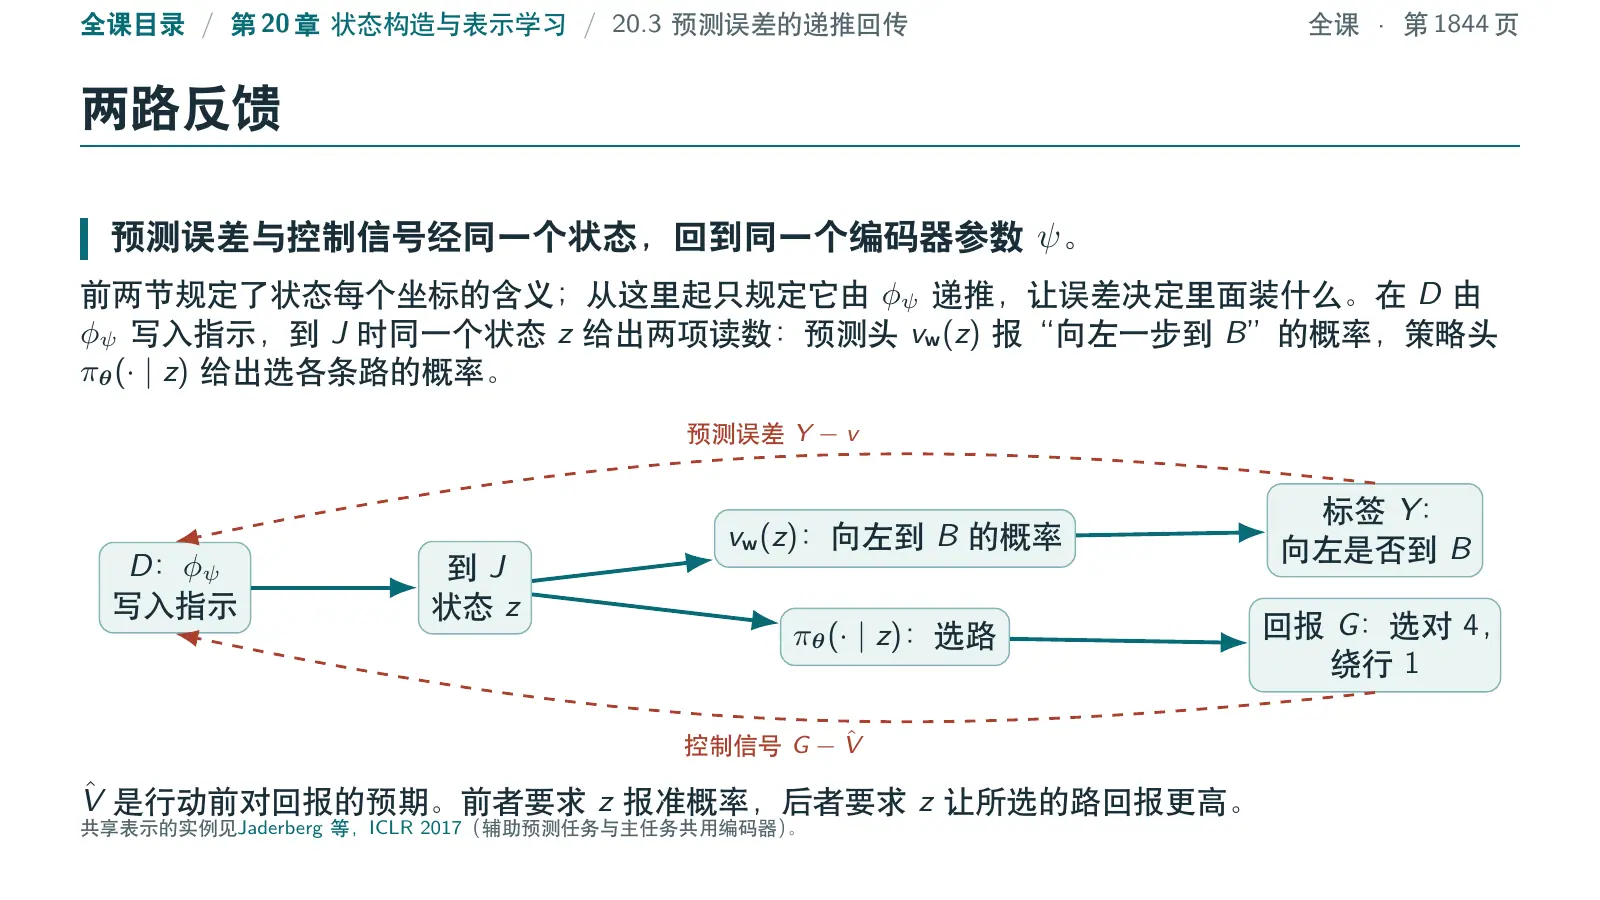 全课目录 / 第 20 章 状态构造与表示学习 / 20.3 预测误差的递推回传
全课 · 第 1844 页
两路反馈
预测误差与控制信号经同一个状态，回到同一个编码器参数 ψ。
前两节规定了状态每个坐标的含义；从这里起只规定它由 ϕψ 递推，让误差决定里面装什么。在 D 由
ϕψ 写入指示，到 J 时同一个状态 z 给出两项读数：预测头 vw(z) 报“向左一步到 B”的概率，策略头
πθ(· | z) 给出选各条路的概率。
预测误差 Y − v
D：ϕψ
写入指示
到 J
状态 z
vw(z)：向左到 B 的概率
标签 Y：
向左是否到 B
πθ(· | z)：选路
回报 G：选对 4，
绕行 1
控制信号 G − V̂
V̂ 是行动前对回报的预期。前者要求 z 报准概率，后者要求 z 让所选的路回报更高。
共享表示的实例见Jaderberg 等，ICLR 2017（辅助预测任务与主任务共用编码器）。